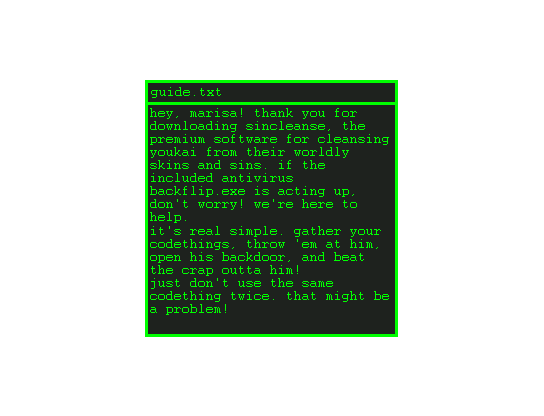 guide.txt
hey, marisa! thank you for
downloading sincleanse, the
premium software for cleansing
youkai from their worldly
skins and sins. if the
included antivirus
backflip.exe is acting up,
don't worry! we're here to
help.
it's real simple. gather your
codethings, throw 'em at him,
open his backdoor, and beat
the crap outta him!
just don't use the same
codething twice. that might be
a problem!